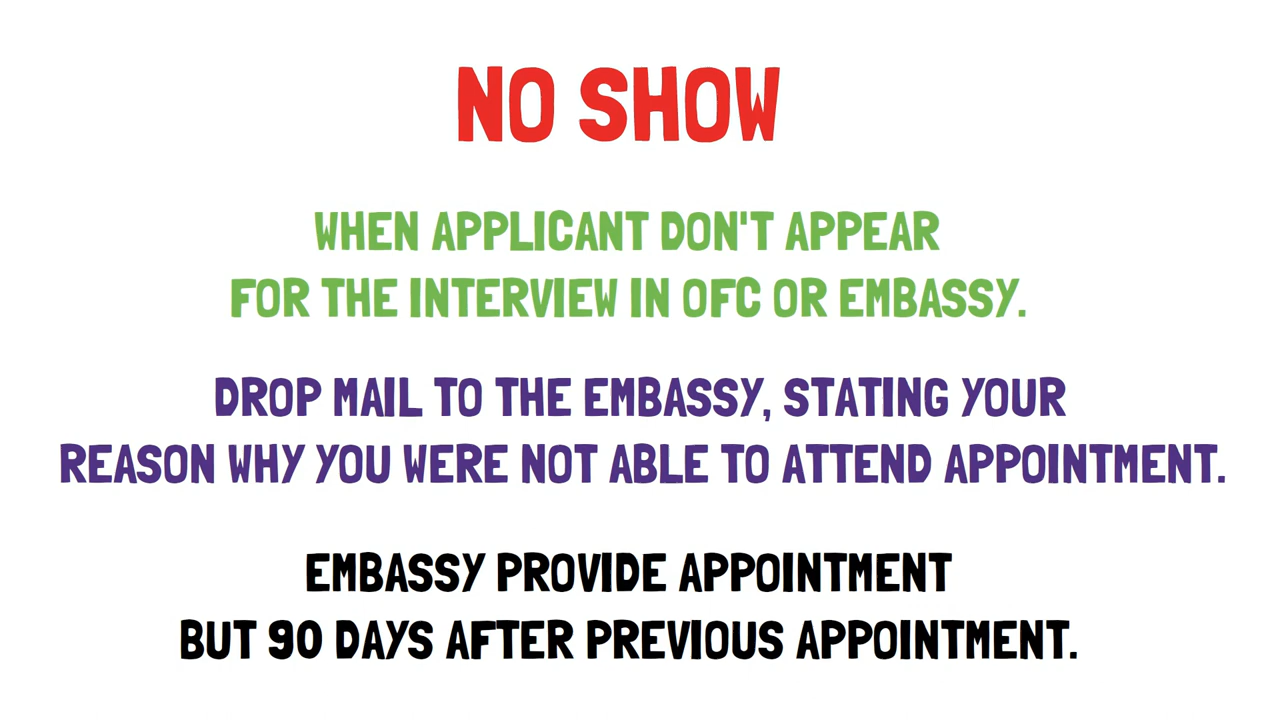 NO SHOW
WHEN APPLICANT DON'T APPEAR
FOR THE INTERVIEW IN OFC OR EMBASSY.
DROP MAIL TO THE EMBASSY, STATING YOUR
REASON WHY YOU WERE NOT ABLE TO ATTEND APPOINTMENT.
EMBASSY PROVIDE APPOINTMENT
BUT 90 DAYS AFTER PREVIOUS APPOINTMENT.